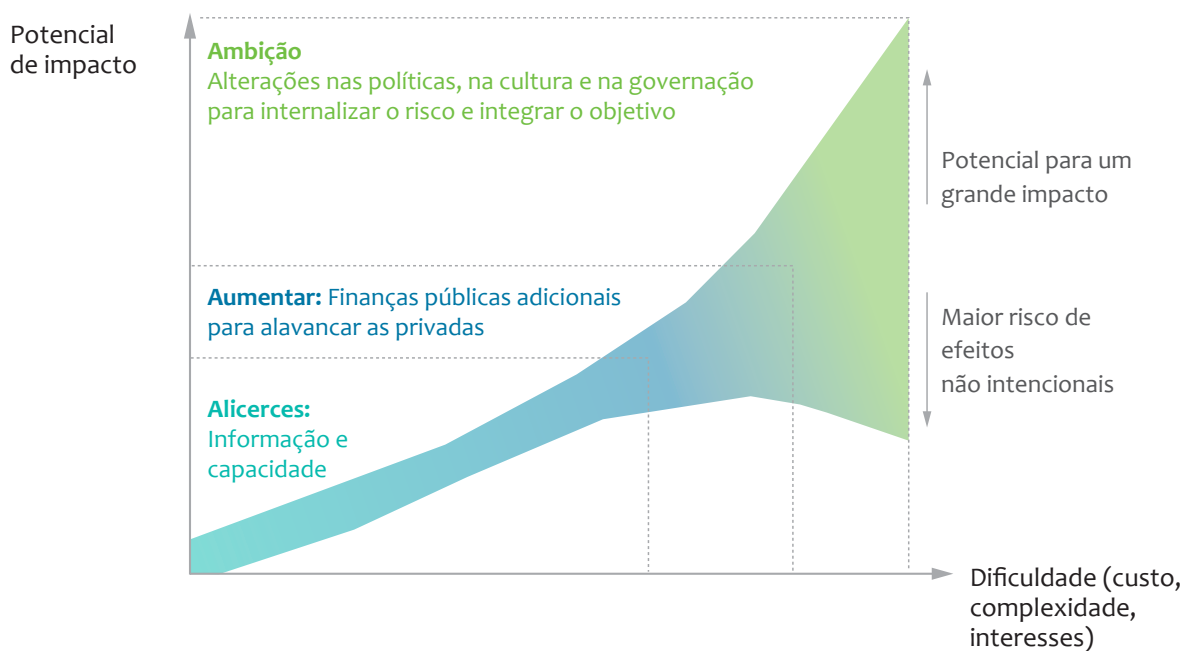 Potencial
de impacto
Ambição
Alterações nas políticas, na cultura e na governação
para internalizar o risco e integrar o objetivo
Potencial para um
grande impacto
Aumentar: Finanças públicas adicionais
para alavancar as privadas
Maior risco de
efeitos
não intencionais
Alicerces:
Informação e
capacidade
Dificuldade (custo,
complexidade,
interesses)